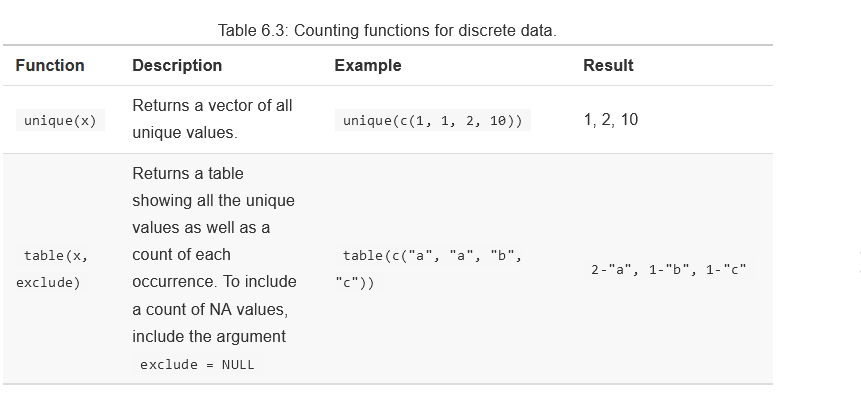 Table 6.3: Counting functions for discrete data.
Function Description Example Result
unique(x) Returns a vector of all unique(c(1, 1, 2, 10)) 1, 2, 10
unique values.
Returns a table
showing all the unique
values as well as a
table(x, count of each table(c("a", "a", "b", 2-"a", 1-"b", 1-"c"
exclude) occurrence. To include "c"))
a count of NA values,
include the argument
exclude = NULL